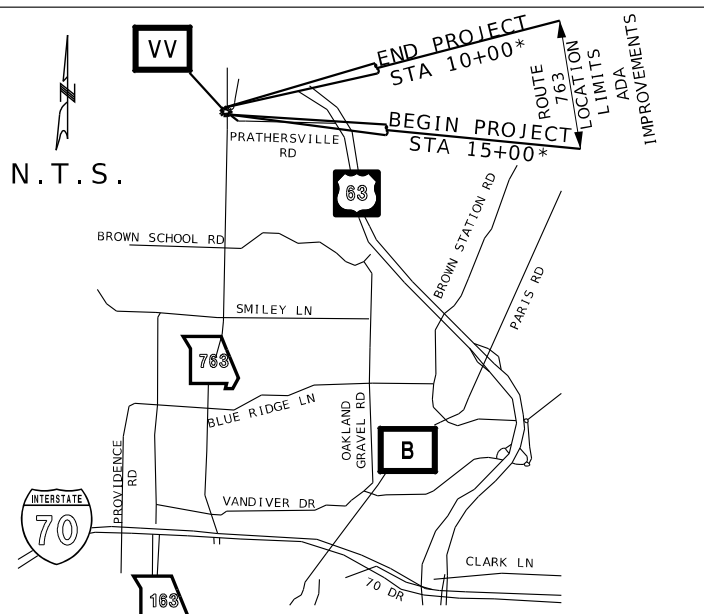 VV
END PROJECT
STA 10+00*
ROUTE
763
LOCATION
LIMITS
ADA
IMPROVEMENTS
BEGIN PROJECT
STA 15+00*
PRATHERSVILLE
RD
N
N.T.S.
63
BROWN STATION RD
PARIS RD
BROWN SCHOOL RD
SMILEY LN
763
BLUE RIDGE LN
OAKLAND
GRAVEL RD
B
PROVIDENCE
RD
VANDIVER DR
INTERSTATE
70
CLARK LN
70 DR
163